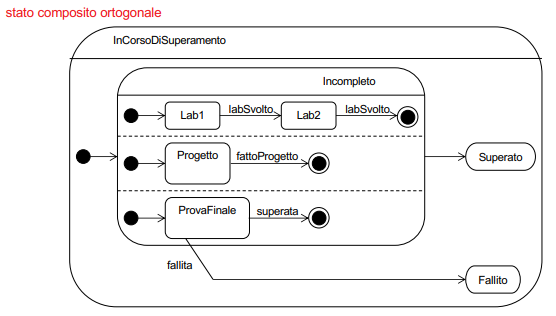 stato composito ortogonale
InCorsoDiSuperamento
Incompleto
Lab1
labSvolto
Lab2
labSvolto
Progetto
fattoProgetto
Superato
ProvaFinale
superata
fallita
Fallito